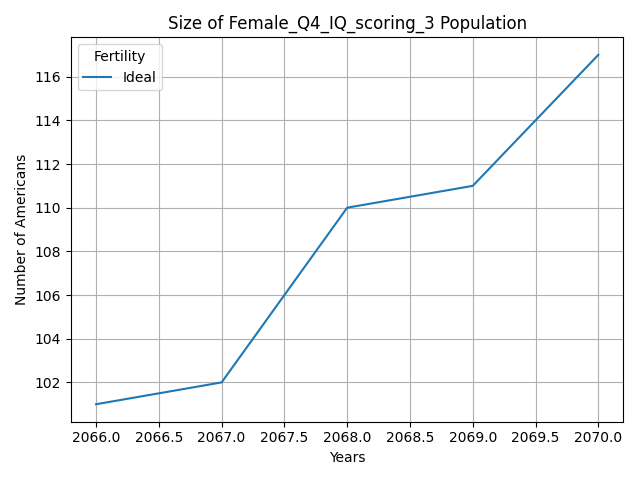 Size of Female_Q4_IQ_scoring_3 Population
Fertility
Ideal
Number of Americans
116
114
112
110
108
106
104
102
2066.0 2066.5 2067.0 2067.5 2068.0 2068.5 2069.0 2069.5 2070.0
Years